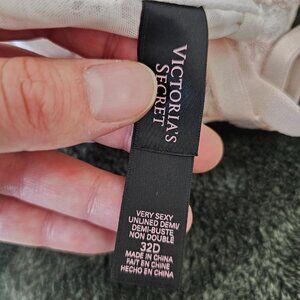 VICTORIA'S
SECRET
VERY SEXY
UNLINED DEMI/
DEMI-BUSTE
NON DOUBLE
32D
MADE IN CHINA
FAIT EN CHINE
HECHO EN CHINA